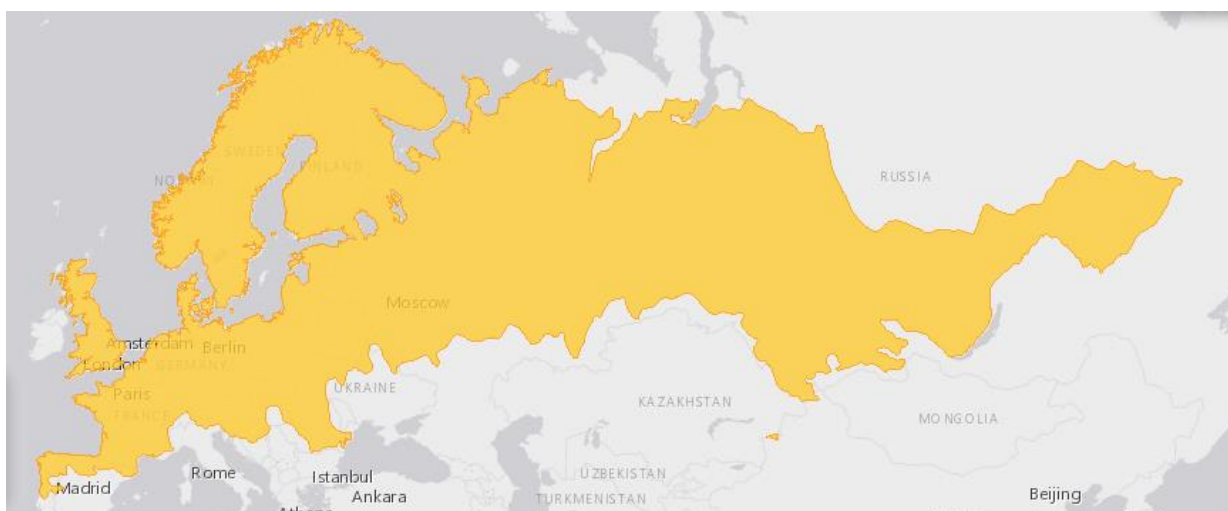 SWEDEN
FINLAND
NORWAY
RUSSIA
Moscow
Amsterdam
Berlin
London
GERMANY
Paris
UKRAINE
FRANCE
KAZAKHSTAN
MONGOLIA
Rome
Istanbul
UZBEKISTAN
Madrid
Ankara
TURKMENISTAN
Beijing